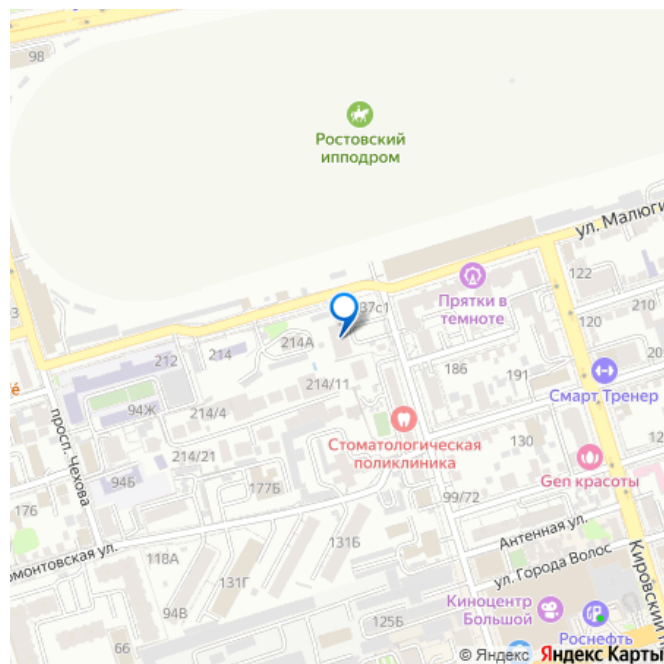 98
Ростовский
ипподром
ул. Малюги
122
Прятки в
темноте
37с1
120
210
214А
214
212
186
191
Смарт Тренер
é
214/11
94Ж
214/4
просп. Чехова
Стоматологическая
поликлиника
130
214/21
Gen красоты
94Б
177Б
99/72
17Б
Антенная ул.
131Б
омонтовская ул.
118А
ул. Города Волос
131Г
Кировский п
Киноцентр
Большой
94В
125Б
Роснефть
66
© Яндекс Яндекс Карты